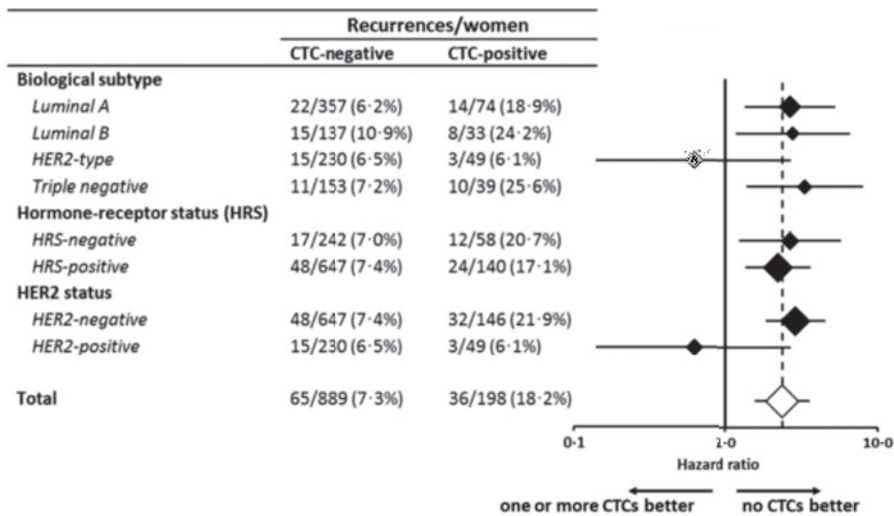 Recurrences/women
CTC-negative CTC-positive
Biological subtype
Luminal A 22/357 (6·2%) 14/74 (18·9%)
Luminal B 15/137 (10·9%) 8/33 (24·2%)
HER2-type 15/230 (6·5%) 3/49 (6·1%)
Triple negative 11/153 (7·2%) 10/39 (25·6%)
Hormone-receptor status (HRS)
HRS-negative 17/242 (7·0%) 12/58 (20·7%)
HRS-positive 48/647 (7·4%) 24/140 (17·1%)
HER2 status
HER2-negative 48/647 (7·4%) 32/146 (21·9%)
HER2-positive 15/230 (6·5%) 3/49 (6·1%)
Total 65/889 (7·3%) 36/198 (18·2%)
0·1 1·0 10·0
Hazard ratio
one or more CTCs better no CTCs better